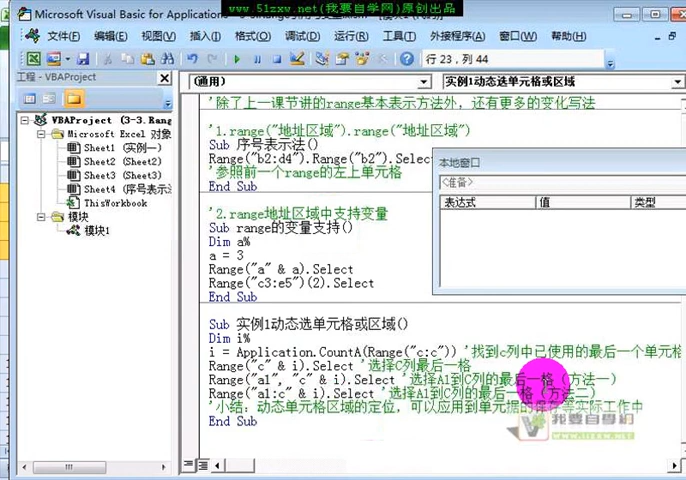 www.51zxw.net(我要自学网)原创出品
Microsoft Visual Basic for Applications
文件(F) 编辑(E) 视图(V) 插入(I) 格式(O) 调试(D) 运行(R) 工具(T) 外接程序(A) 窗口(W) 帮助(H)
行 23, 列 44
工程 - VBAProject
(通用)
实例1动态选单元格或区域
VBAProject (3-3.Rang
Microsoft Excel 对象
Sheet1 (实例一)
Sheet2 (Sheet2)
Sheet3 (Sheet3)
Sheet4 (序号表示法
ThisWorkbook
模块
模块1
'除了上一课节讲的range基本表示方法外，还有更多的变化写法
'1.range("地址区域").range("地址区域")
Sub 序号表示法()
Range("b2:d4").Range("b2").Select
'参照前一个range的左上单元格
End Sub
'2.range地址区域中支持变量
Sub range的变量支持()
Dim a%
a = 3
Range("a" & a).Select
Range("c3:e5")(2).Select
End Sub
Sub 实例1动态选单元格或区域()
Dim i%
i = Application.CountA(Range("c:c")) '找到c列中已使用的最后一个单元格
Range("c" & i).Select '选择C列最后一格
Range("a1", "c" & i).Select '选择A1到C列的最后一格（方法一）
Range("a1:c" & i).Select '选择A1到C列的最后一格（方法二）
'小结：动态单元格区域的定位，可以应用到单元据的保存等实际工作中
End Sub
本地窗口
<准备>
表达式 值 类型
我要自学网
WWW.51ZXW.NET